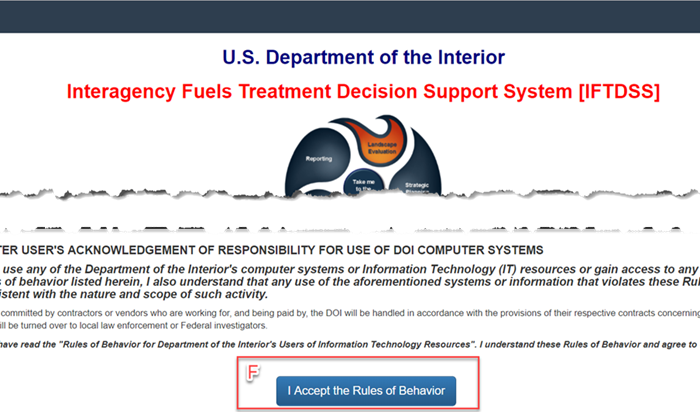 U.S. Department of the Interior
Interagency Fuels Treatment Decision Support System [IFTDSS]
Landscape
Evaluation
Reporting
Take me
to the
Strategic
TER USER'S ACKNOWLEDGEMENT OF RESPONSIBILITY FOR USE OF DOI COMPUTER SYSTEMS
use any of the Department of the Interior's computer systems or Information Technology (IT) resources or gain access to any
s of behavior listed herein, I also understand that any use of the aforementioned systems or information that violates these Rul
istent with the nature and scope of such activity.
committed by contractors or vendors who are working for, and being paid by, the DOI will be handled in accordance with the provisions of their respective contracts concerning
ill be turned over to local law enforcement or Federal investigators.
have read the "Rules of Behavior for Department of the Interior's Users of Information Technology Resources". I understand these Rules of Behavior and agree to
F
I Accept the Rules of Behavior